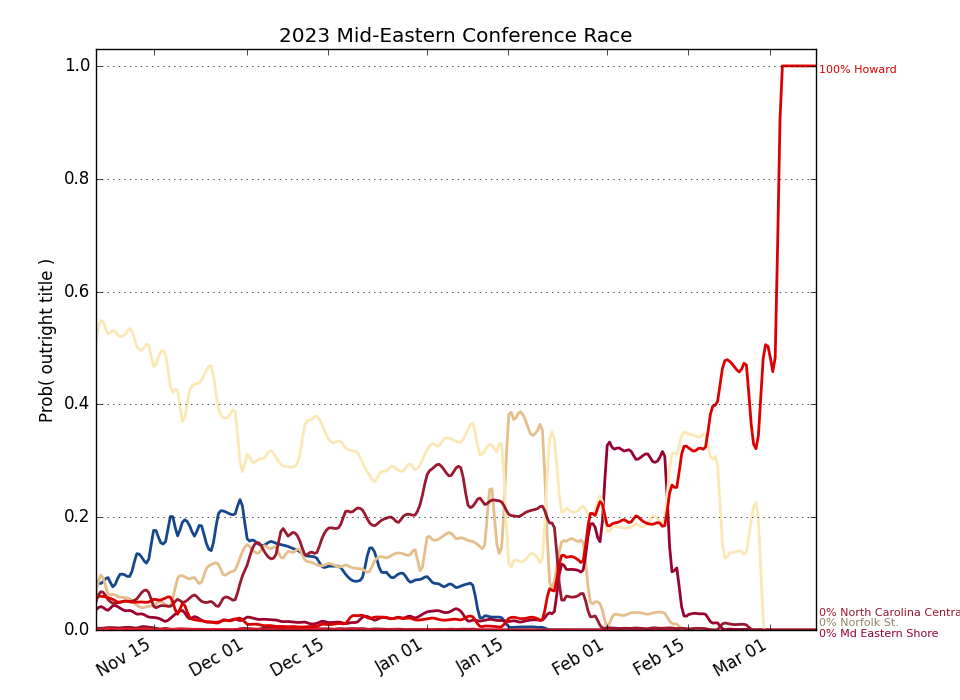 2023 Mid-Eastern Conference Race
1.0
100% Howard
0.8
0.6
Prob( outright title )
0.4
0.2
0% North Carolina Centra
0% Norfolk St.
0.0
0% Md Eastern Shore
Nov 15
Dec 01
Dec 15
Jan 01
Jan 15
Feb 01
Feb 15
Mar 01